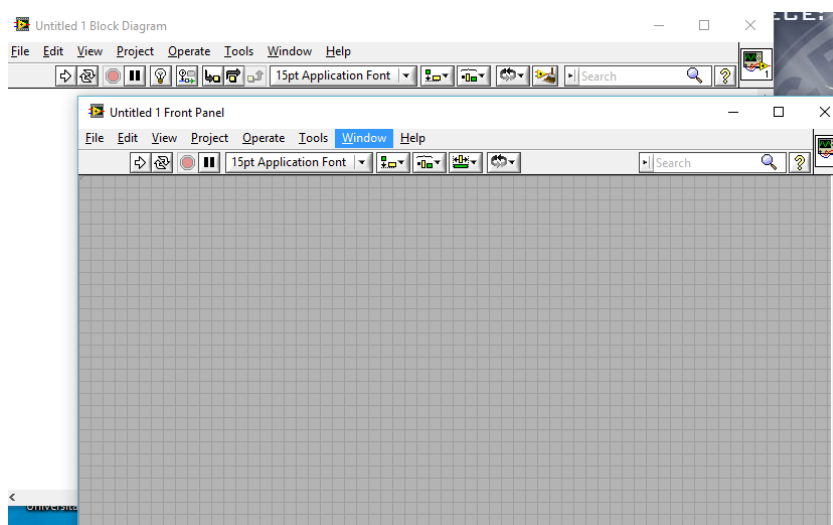 Untitled 1 Block Diagram
File Edit View Project Operate Tools Window Help
15pt Application Font
Search
1
Untitled 1 Front Panel
File Edit View Project Operate Tools Window Help
15pt Application Font
Search